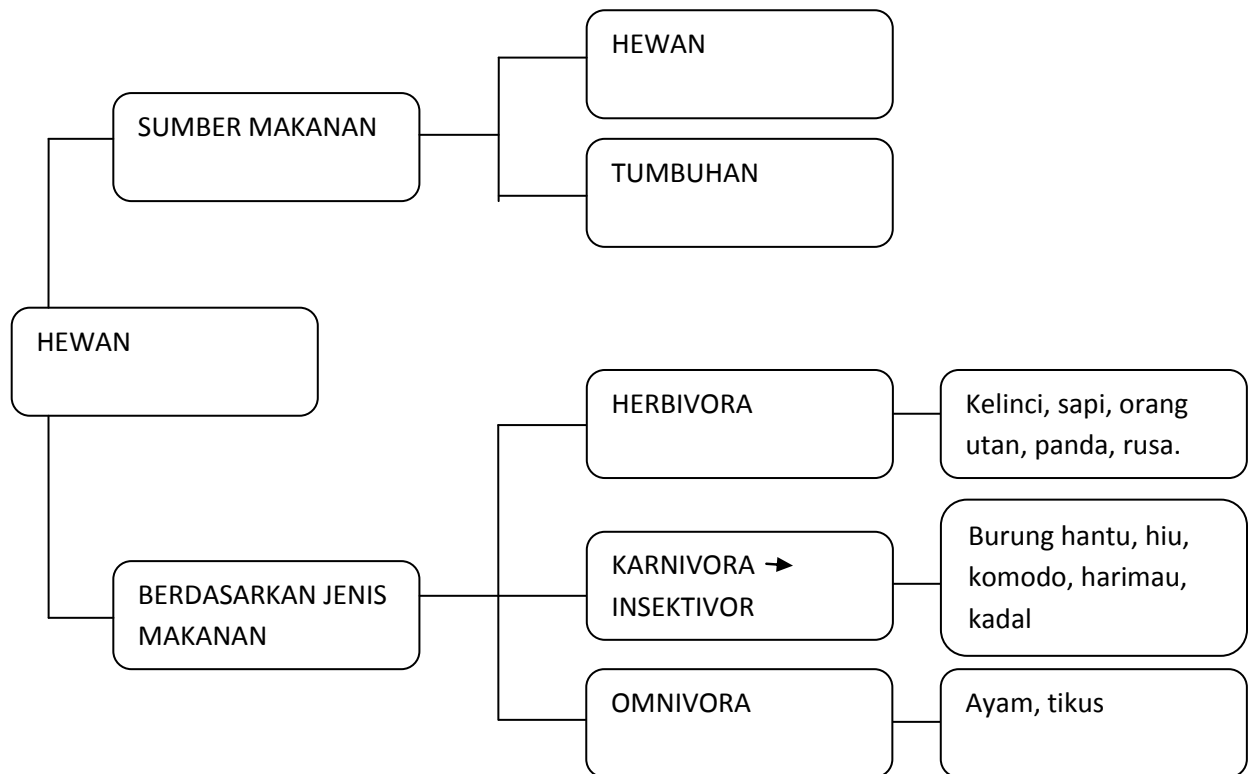 HEWAN
SUMBER MAKANAN
HEWAN
TUMBUHAN
BERDASARKAN JENIS
MAKANAN
HERBIVORA
Kelinci, sapi, orang
utan, panda, rusa.
KARNIVORA →
INSEKTIVOR
Burung hantu, hiu,
komodo, harimau,
kadal
OMNIVORA
Ayam, tikus